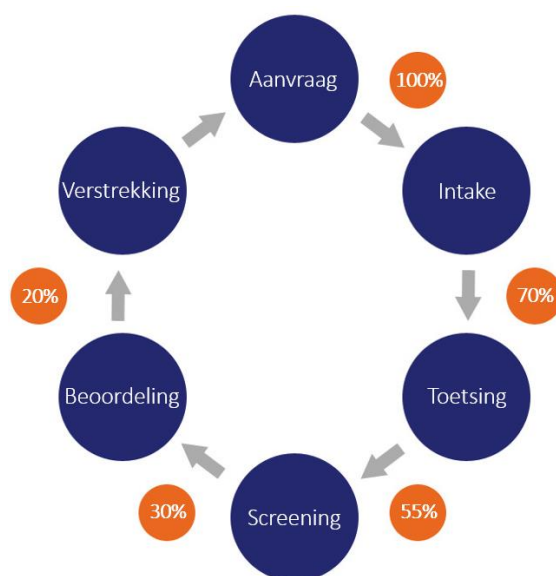 Aanvraag
100%
Intake
70%
Toetsing
55%
Screening
30%
Beoordeling
20%
Verstrekking